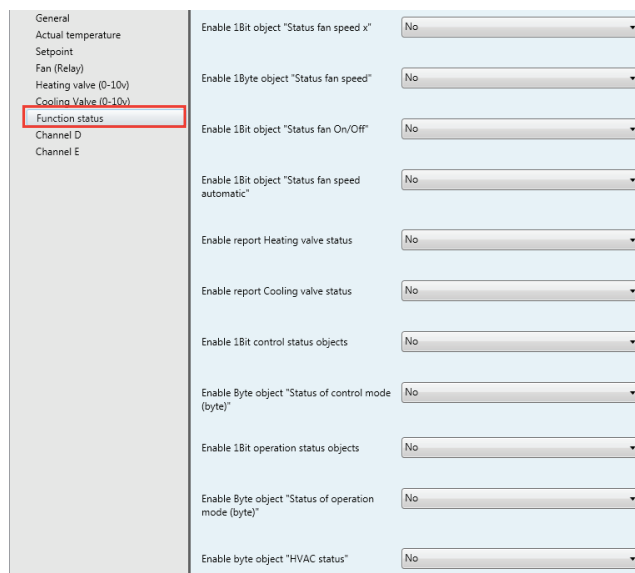 General
Actual temperature
Setpoint
Fan (Relay)
Heating valve (0-10v)
Cooling Valve (0-10v)
Function status
Channel D
Channel E
Enable 1Bit object "Status fan speed x"
No
Enable 1Byte object "Status fan speed"
No
Enable 1Bit object "Status fan On/Off"
No
Enable 1Bit object "Status fan speed
automatic"
No
Enable report Heating valve status
No
Enable report Cooling valve status
No
Enable 1Bit control status objects
No
Enable Byte object "Status of control mode
(byte)"
No
Enable 1Bit operation status objects
No
Enable Byte object "Status of operation
mode (byte)"
No
Enable byte object "HVAC status"
No